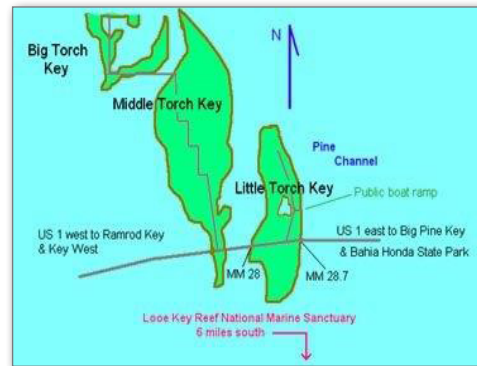 Big Torch
Key
N
Middle Torch Key
Pine
Channel
Little Torch Key
Public boat ramp
US 1 west to Ramrod Key
& Key West
US 1 east to Big Pine Key
& Bahia Honda State Park
MM 28
MM 28.7
Looe Key Reef National Marine Sanctuary
6 miles south